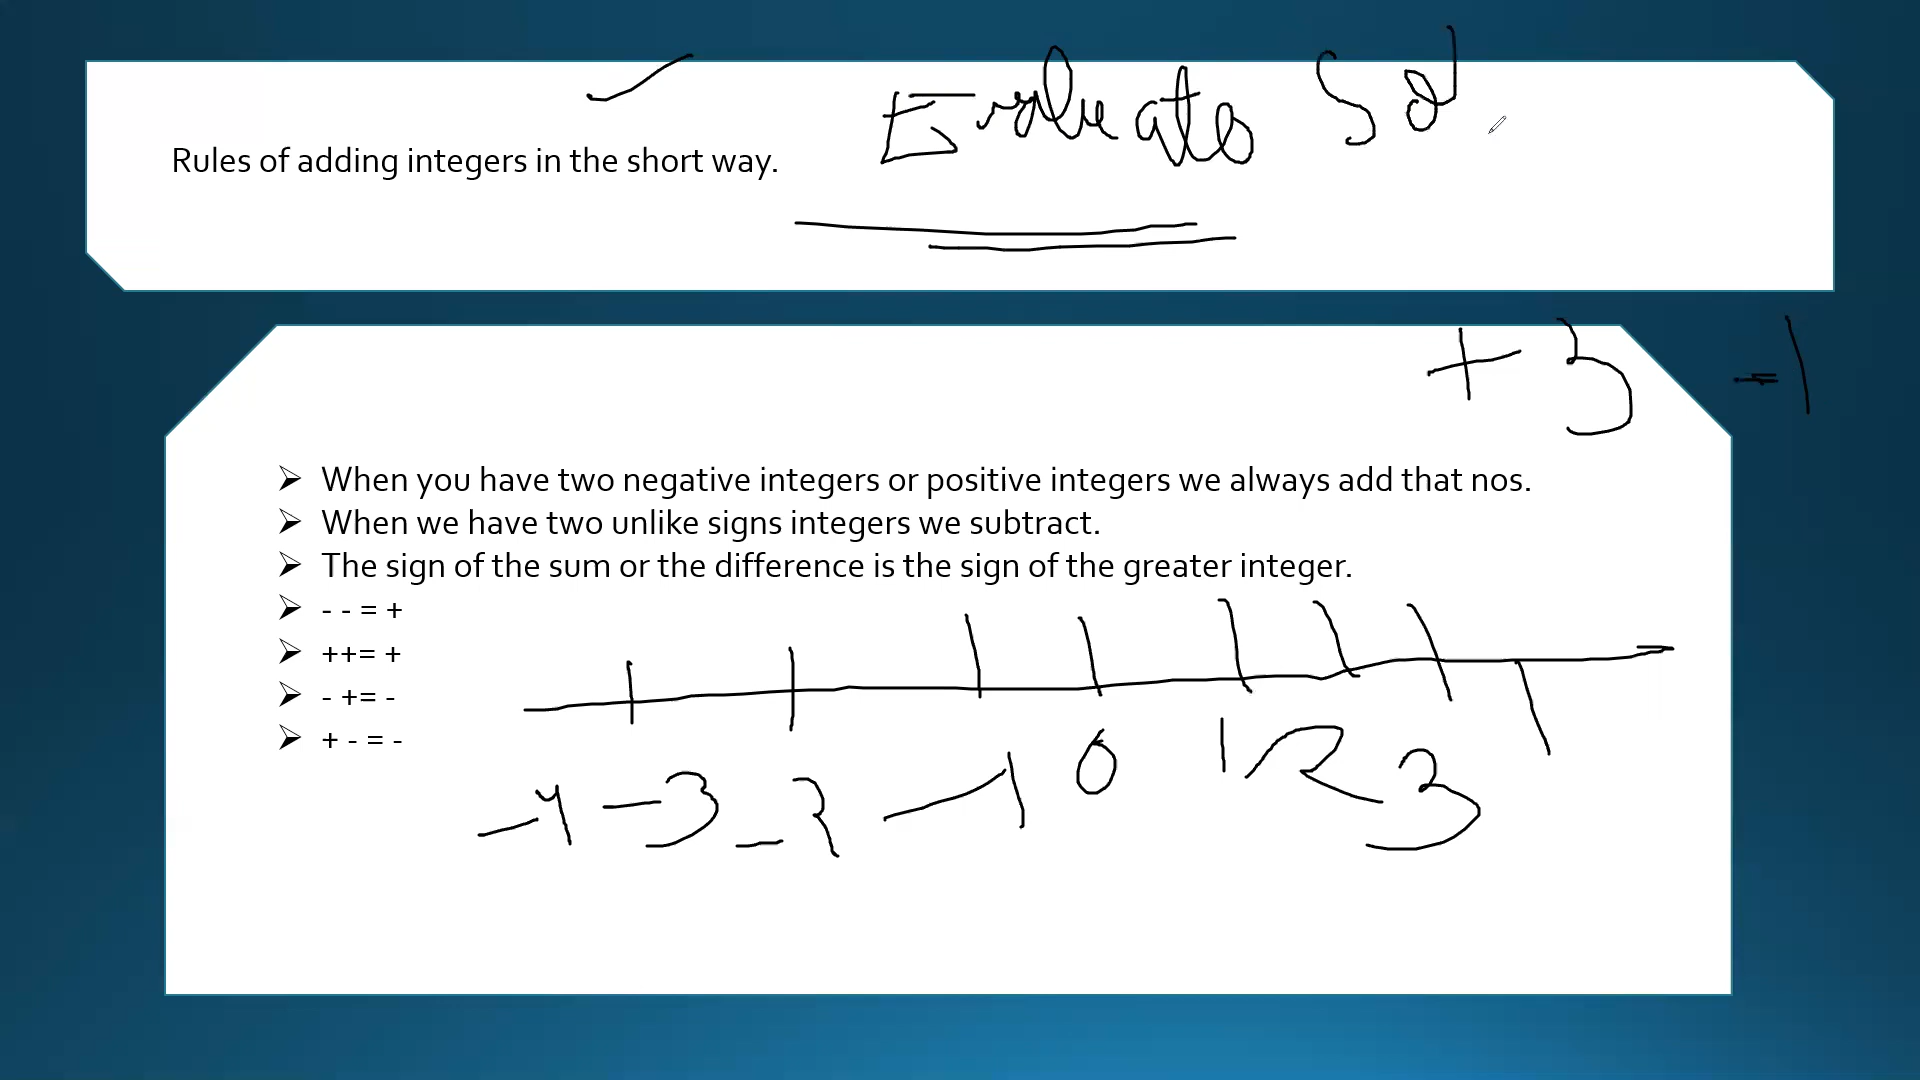 Evaluate Sol
Rules of adding integers in the short way.
+3 -1
➢ When you have two negative integers or positive integers we always add that nos.
➢ When we have two unlike signs integers we subtract.
➢ The sign of the sum or the difference is the sign of the greater integer.
➢ - - = +
➢ ++= +
➢ - += -
➢ + - = -
-4 -3 -2 -1 0 1 2 3